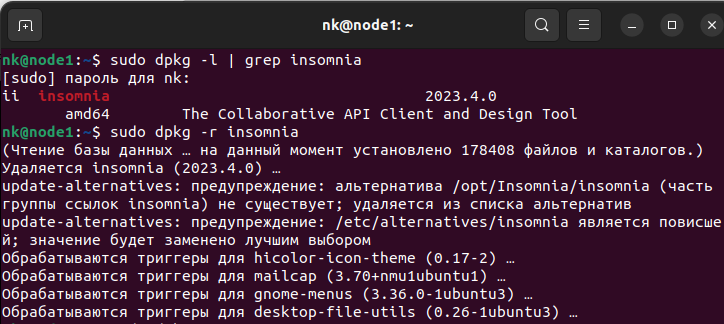 nk@node1: ~
nk@node1:~$ sudo dpkg -l | grep insomnia
[sudo] пароль для nk:
ii  insomnia                                   2023.4.0
       amd64        The Collaborative API Client and Design Tool
nk@node1:~$ sudo dpkg -r insomnia
(Чтение базы данных … на данный момент установлено 178408 файлов и каталогов.)
Удаляется insomnia (2023.4.0) …
update-alternatives: предупреждение: альтернатива /opt/Insomnia/insomnia (часть
группы ссылок insomnia) не существует; удаляется из списка альтернатив
update-alternatives: предупреждение: /etc/alternatives/insomnia является повисше
й; значение будет заменено лучшим выбором
Обрабатываются триггеры для hicolor-icon-theme (0.17-2) …
Обрабатываются триггеры для mailcap (3.70+nmu1ubuntu1) …
Обрабатываются триггеры для gnome-menus (3.36.0-1ubuntu3) …
Обрабатываются триггеры для desktop-file-utils (0.26-1ubuntu3) …